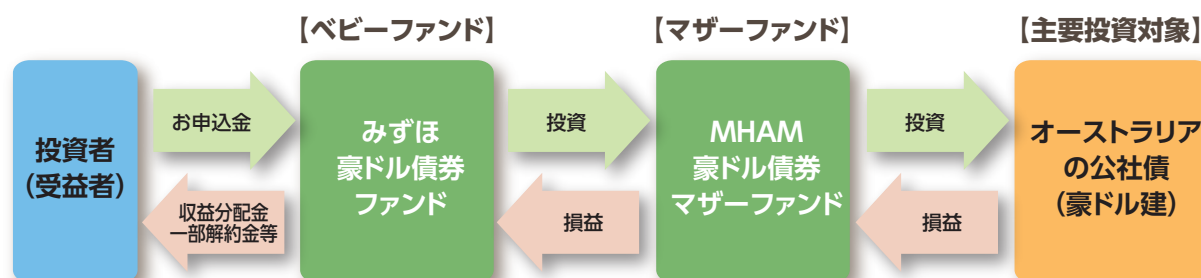 【ベビーファンド】
【マザーファンド】
【主要投資対象】
投資者
（受益者）
お申込金
収益分配金
一部解約金等
みずほ
豪ドル債券
ファンド
投資
損益
MHAM
豪ドル債券
マザーファンド
投資
損益
オーストラリア
の公社債
（豪ドル建）